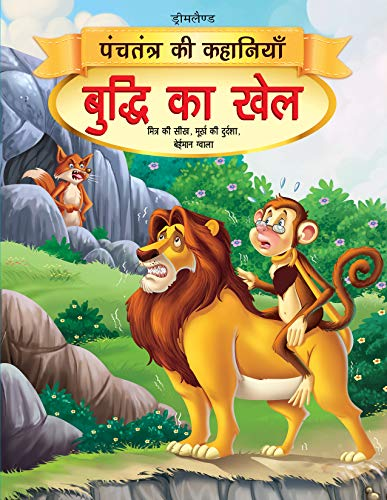 ड्रीमलैण्ड
पंचतंत्र की कहानियाँ
बुद्धि का खेल
मित्र की सीख, मूर्ख की दुर्दशा,
बेईमान ग्वाला